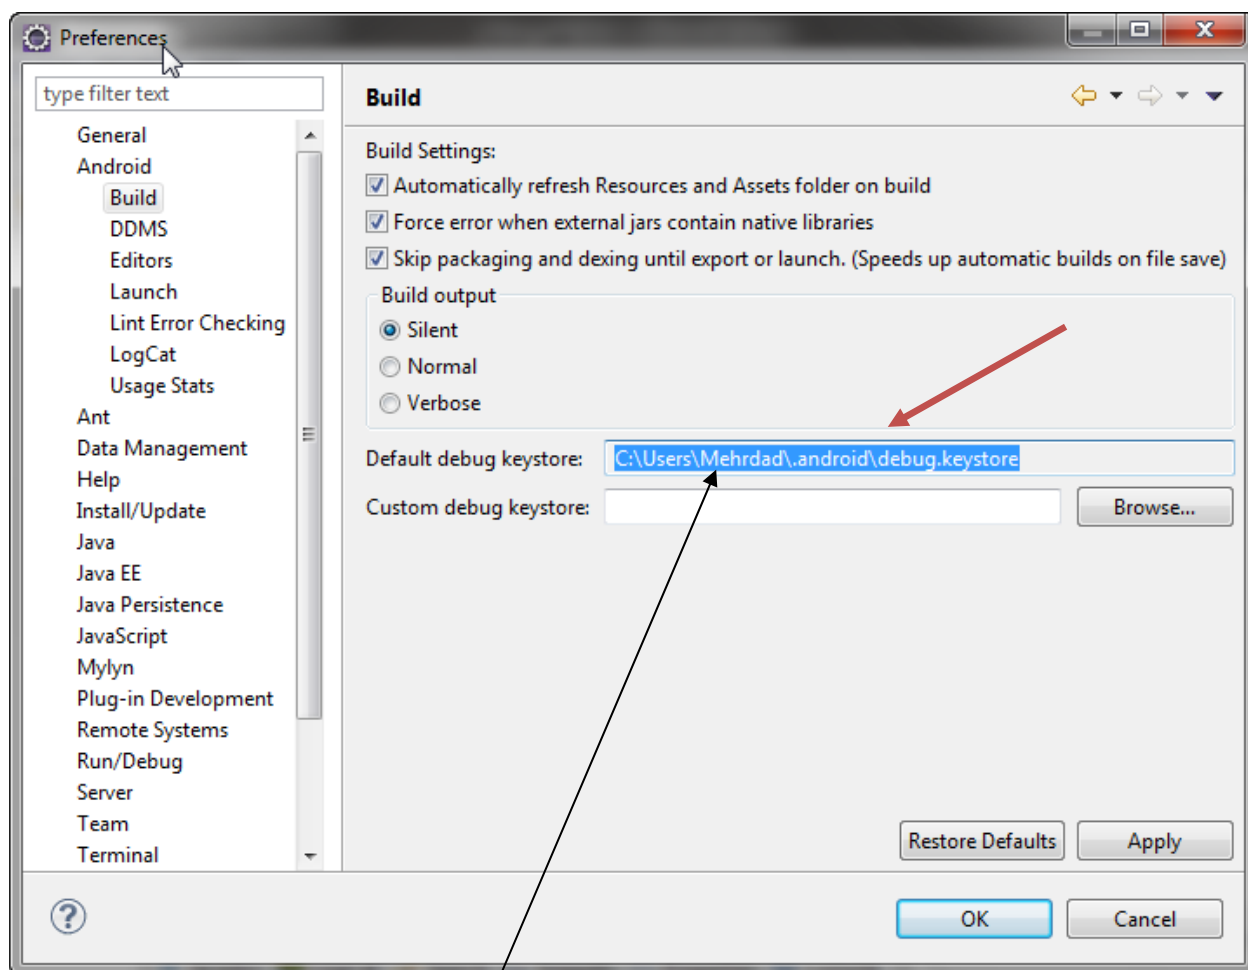 Preferences
type filter text
General
Android
Build
DDMS
Editors
Launch
Lint Error Checking
LogCat
Usage Stats
Ant
Data Management
Help
Install/Update
Java
Java EE
Java Persistence
JavaScript
Mylyn
Plug-in Development
Remote Systems
Run/Debug
Server
Team
Terminal
Build
Build Settings:
Automatically refresh Resources and Assets folder on build
Force error when external jars contain native libraries
Skip packaging and dexing until export or launch. (Speeds up automatic builds on file save)
Build output
Silent
Normal
Verbose
Default debug keystore: C:\Users\Mehrdad\.android\debug.keystore
Custom debug keystore: Browse...
Restore Defaults Apply
? OK Cancel